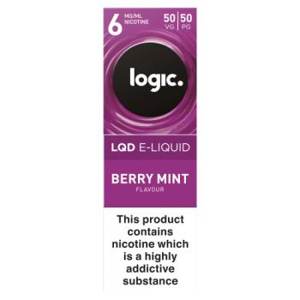 6 MG/ML NICOTINE 50 VG | 50 PG
logic.
LQD E-LIQUID
BERRY MINT
FLAVOUR
This product
contains
nicotine which
is a highly
addictive
substance